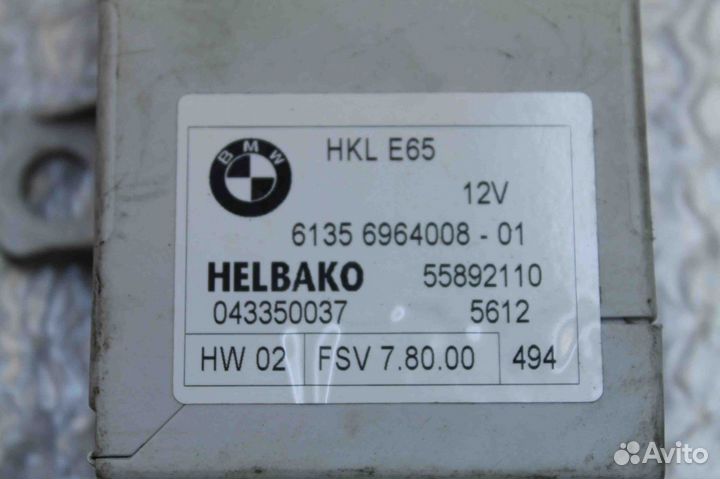 BMW
HKL E65
12V
6135 6964008 - 01
HELBAKO 55892110
043350037 5612
HW 02 FSV 7.80.00 494
Avito